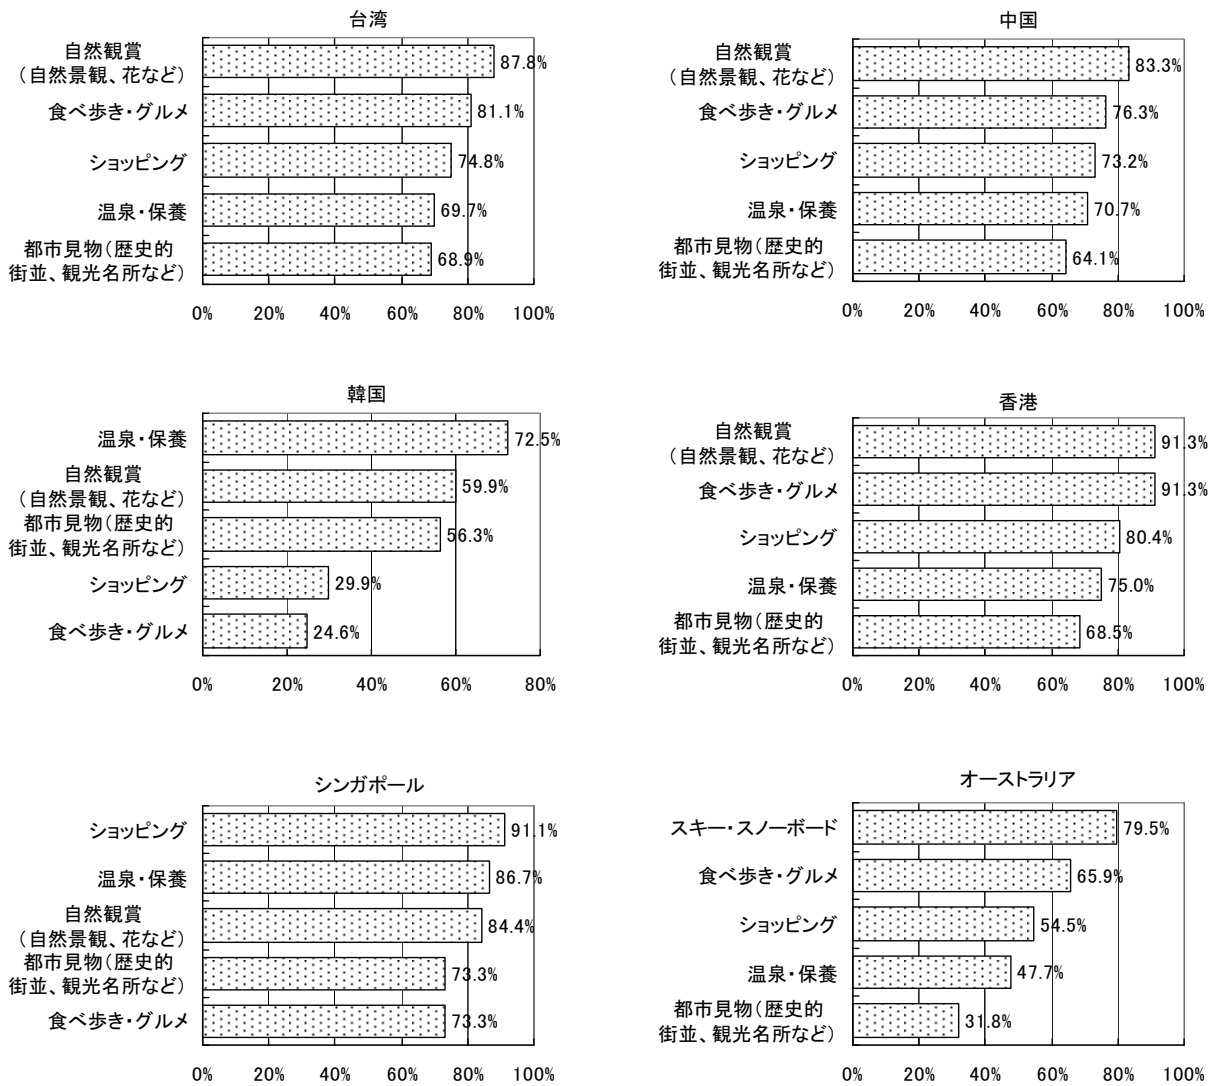 台湾
自然観賞
（自然景観、花など）
87.8%
食べ歩き・グルメ
81.1%
ショッピング
74.8%
温泉・保養
69.7%
都市見物（歴史的
街並、観光名所など）
68.9%
0% 20% 40% 60% 80% 100%
中国
自然観賞
（自然景観、花など）
83.3%
食べ歩き・グルメ
76.3%
ショッピング
73.2%
温泉・保養
70.7%
都市見物（歴史的
街並、観光名所など）
64.1%
0% 20% 40% 60% 80% 100%
韓国
温泉・保養
72.5%
自然観賞
（自然景観、花など）
59.9%
都市見物（歴史的
街並、観光名所など）
56.3%
ショッピング
29.9%
食べ歩き・グルメ
24.6%
0% 20% 40% 60% 80%
香港
自然観賞
（自然景観、花など）
91.3%
食べ歩き・グルメ
91.3%
ショッピング
80.4%
温泉・保養
75.0%
都市見物（歴史的
街並、観光名所など）
68.5%
0% 20% 40% 60% 80% 100%
シンガポール
ショッピング
91.1%
温泉・保養
86.7%
自然観賞
（自然景観、花など）
84.4%
都市見物（歴史的
街並、観光名所など）
73.3%
食べ歩き・グルメ
73.3%
0% 20% 40% 60% 80% 100%
オーストラリア
スキー・スノーボード
79.5%
食べ歩き・グルメ
65.9%
ショッピング
54.5%
温泉・保養
47.7%
都市見物（歴史的
街並、観光名所など）
31.8%
0% 20% 40% 60% 80% 100%